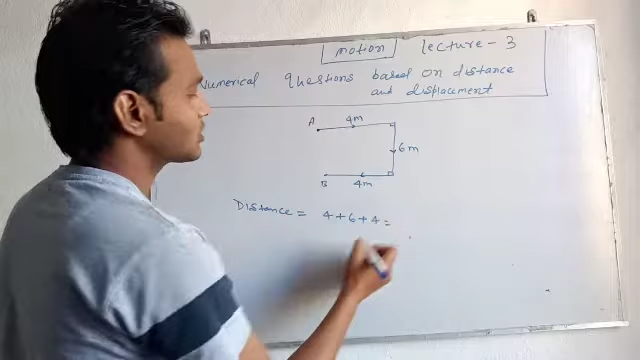 motion lecture - 3
Numerical Questions based on distance
and displacement
A 4m
6m
B 4m
Distance = 4+6+4=